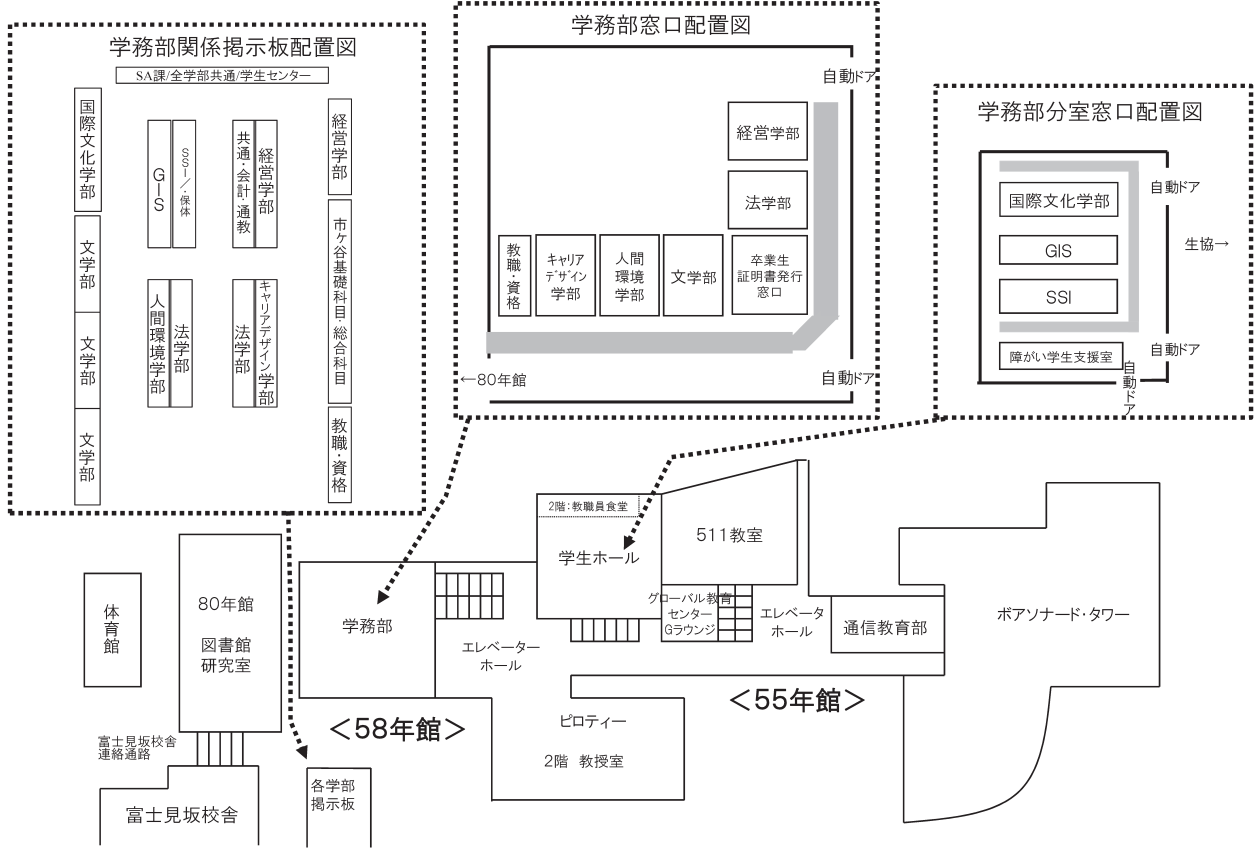 学務部関係掲示板配置図
SA課/全学部共通/学生センター
国際文化学部
文学部
文学部
文学部
GIS
SSI/・保体
共通・会計・通教
経営学部
人間環境学部
法学部
法学部
キャリアデザイン学部
経営学部
市ヶ谷基礎科目・総合科目
教職・資格
学務部窓口配置図
自動ドア
経営学部
法学部
教職・資格
キャリア
デザイン
学部
人間
環境
学部
文学部
卒業生
証明書発行
窓口
←80年館
自動ドア
学務部分室窓口配置図
自動ドア
国際文化学部
生協→
GIS
SSI
自動ドア
障がい学生支援室
自動ドア
2階：教職員食堂
学生ホール
511教室
体育館
80年館
図書館
研究室
学務部
エレベーター
ホール
グローバル教育
センター
Gラウンジ
エレベータ
ホール
通信教育部
ボアソナード・タワー
＜58年館＞
＜55年館＞
ピロティー
2階 教授室
富士見坂校舎
連絡通路
富士見坂校舎
各学部
掲示板